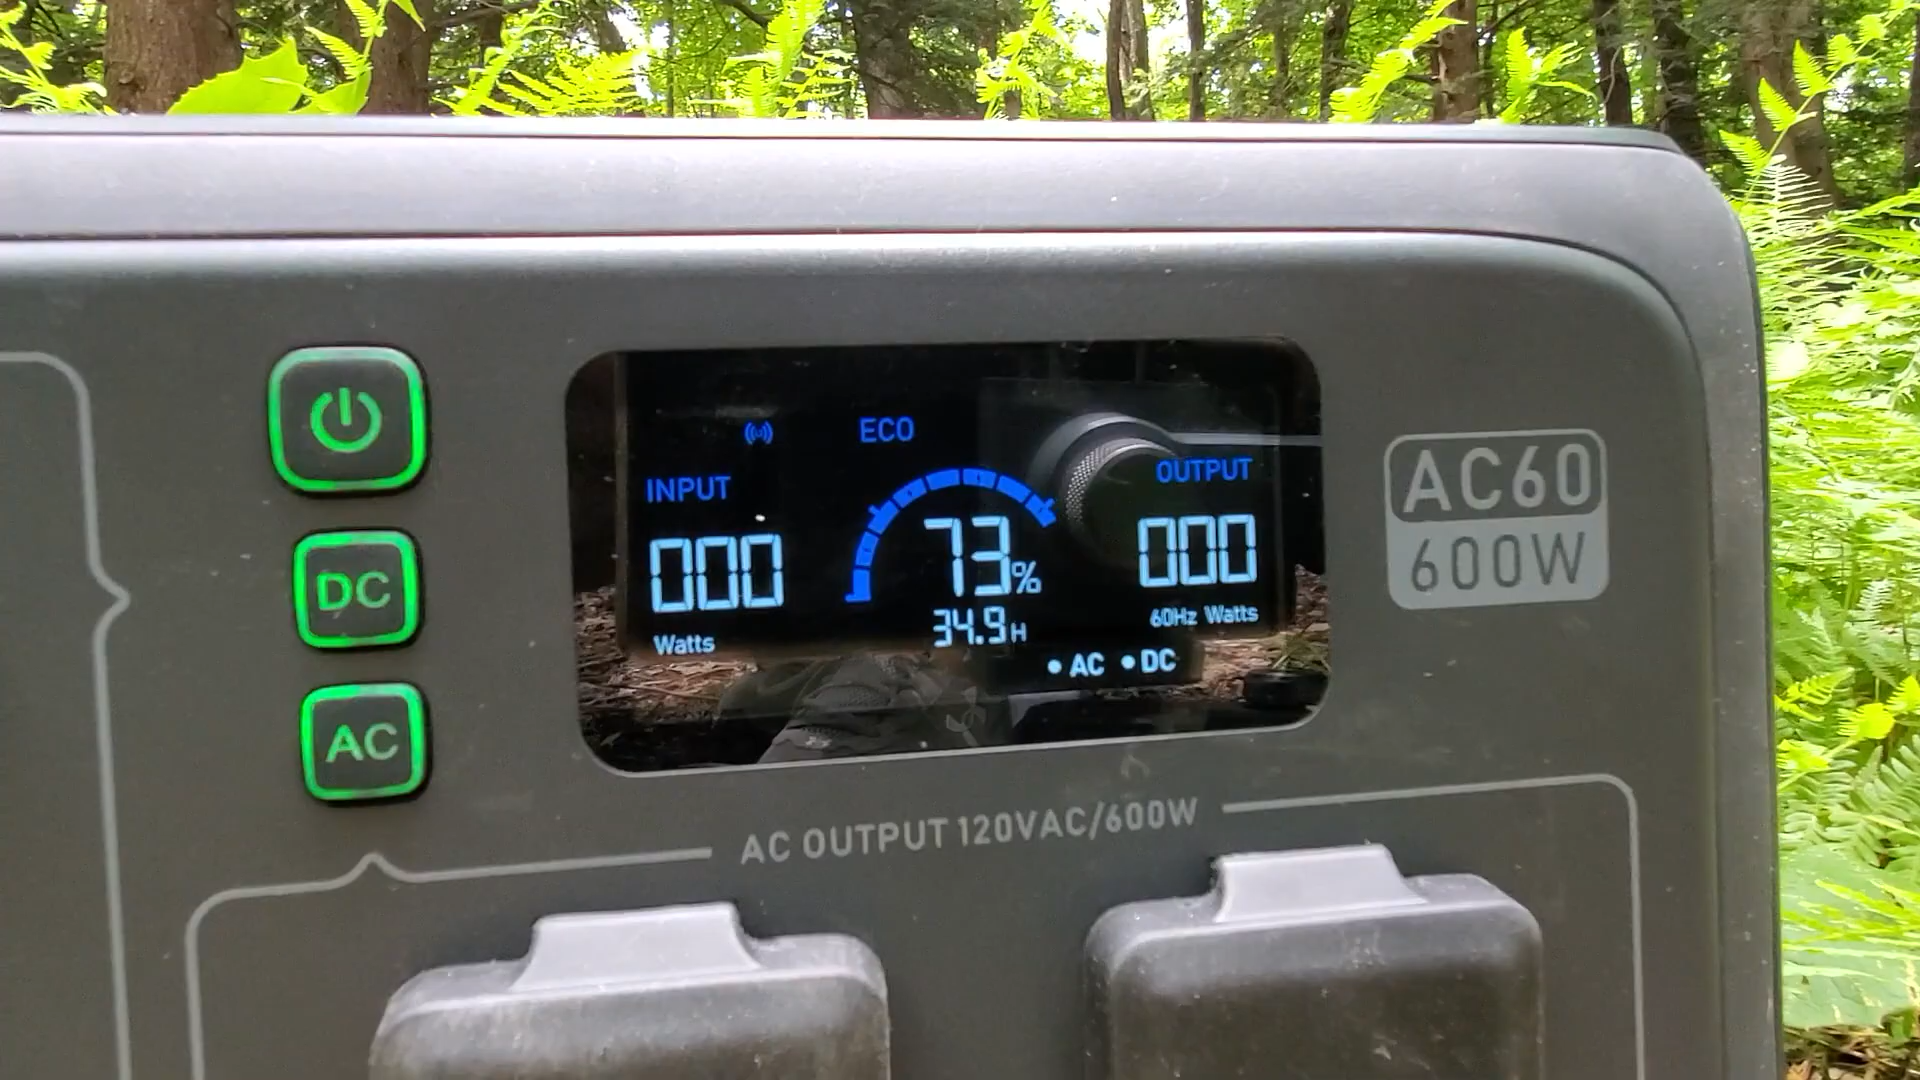 ECO
INPUT
OUTPUT
000
73%
000
Watts
34.9H
60Hz Watts
• AC • DC
DC
AC
AC60
600W
AC OUTPUT 120VAC/600W